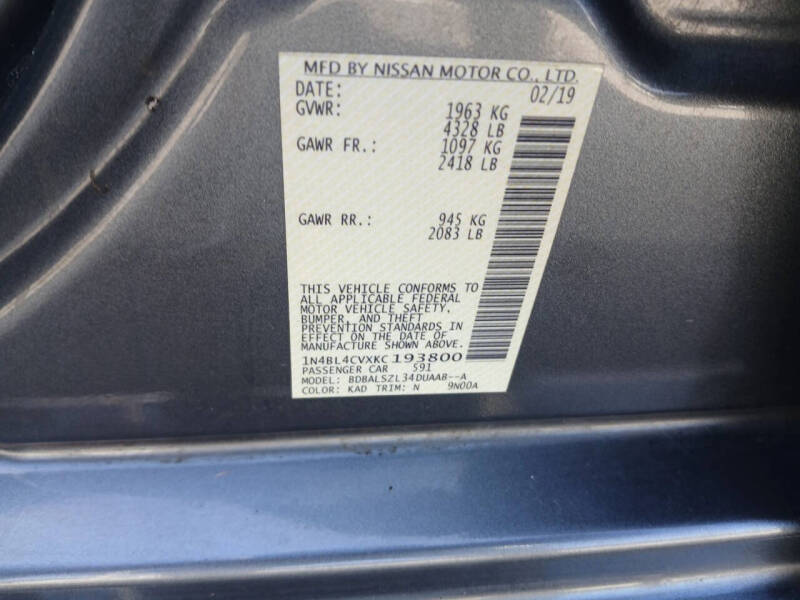 MFD BY NISSAN MOTOR CO., LTD.
DATE: 02/19
GVWR: 1963 KG
4328 LB
GAWR FR.: 1097 KG
2418 LB
GAWR RR.: 945 KG
2083 LB
THIS VEHICLE CONFORMS TO
ALL APPLICABLE FEDERAL
MOTOR VEHICLE SAFETY,
BUMPER, AND THEFT
PREVENTION STANDARDS IN
EFFECT ON THE DATE OF
MANUFACTURE SHOWN ABOVE.
1N4BL4CVXKC193800
PASSENGER CAR 591
MODEL: BDBALSZL34DUAAB--A
COLOR: KAD TRIM: N 9N00A